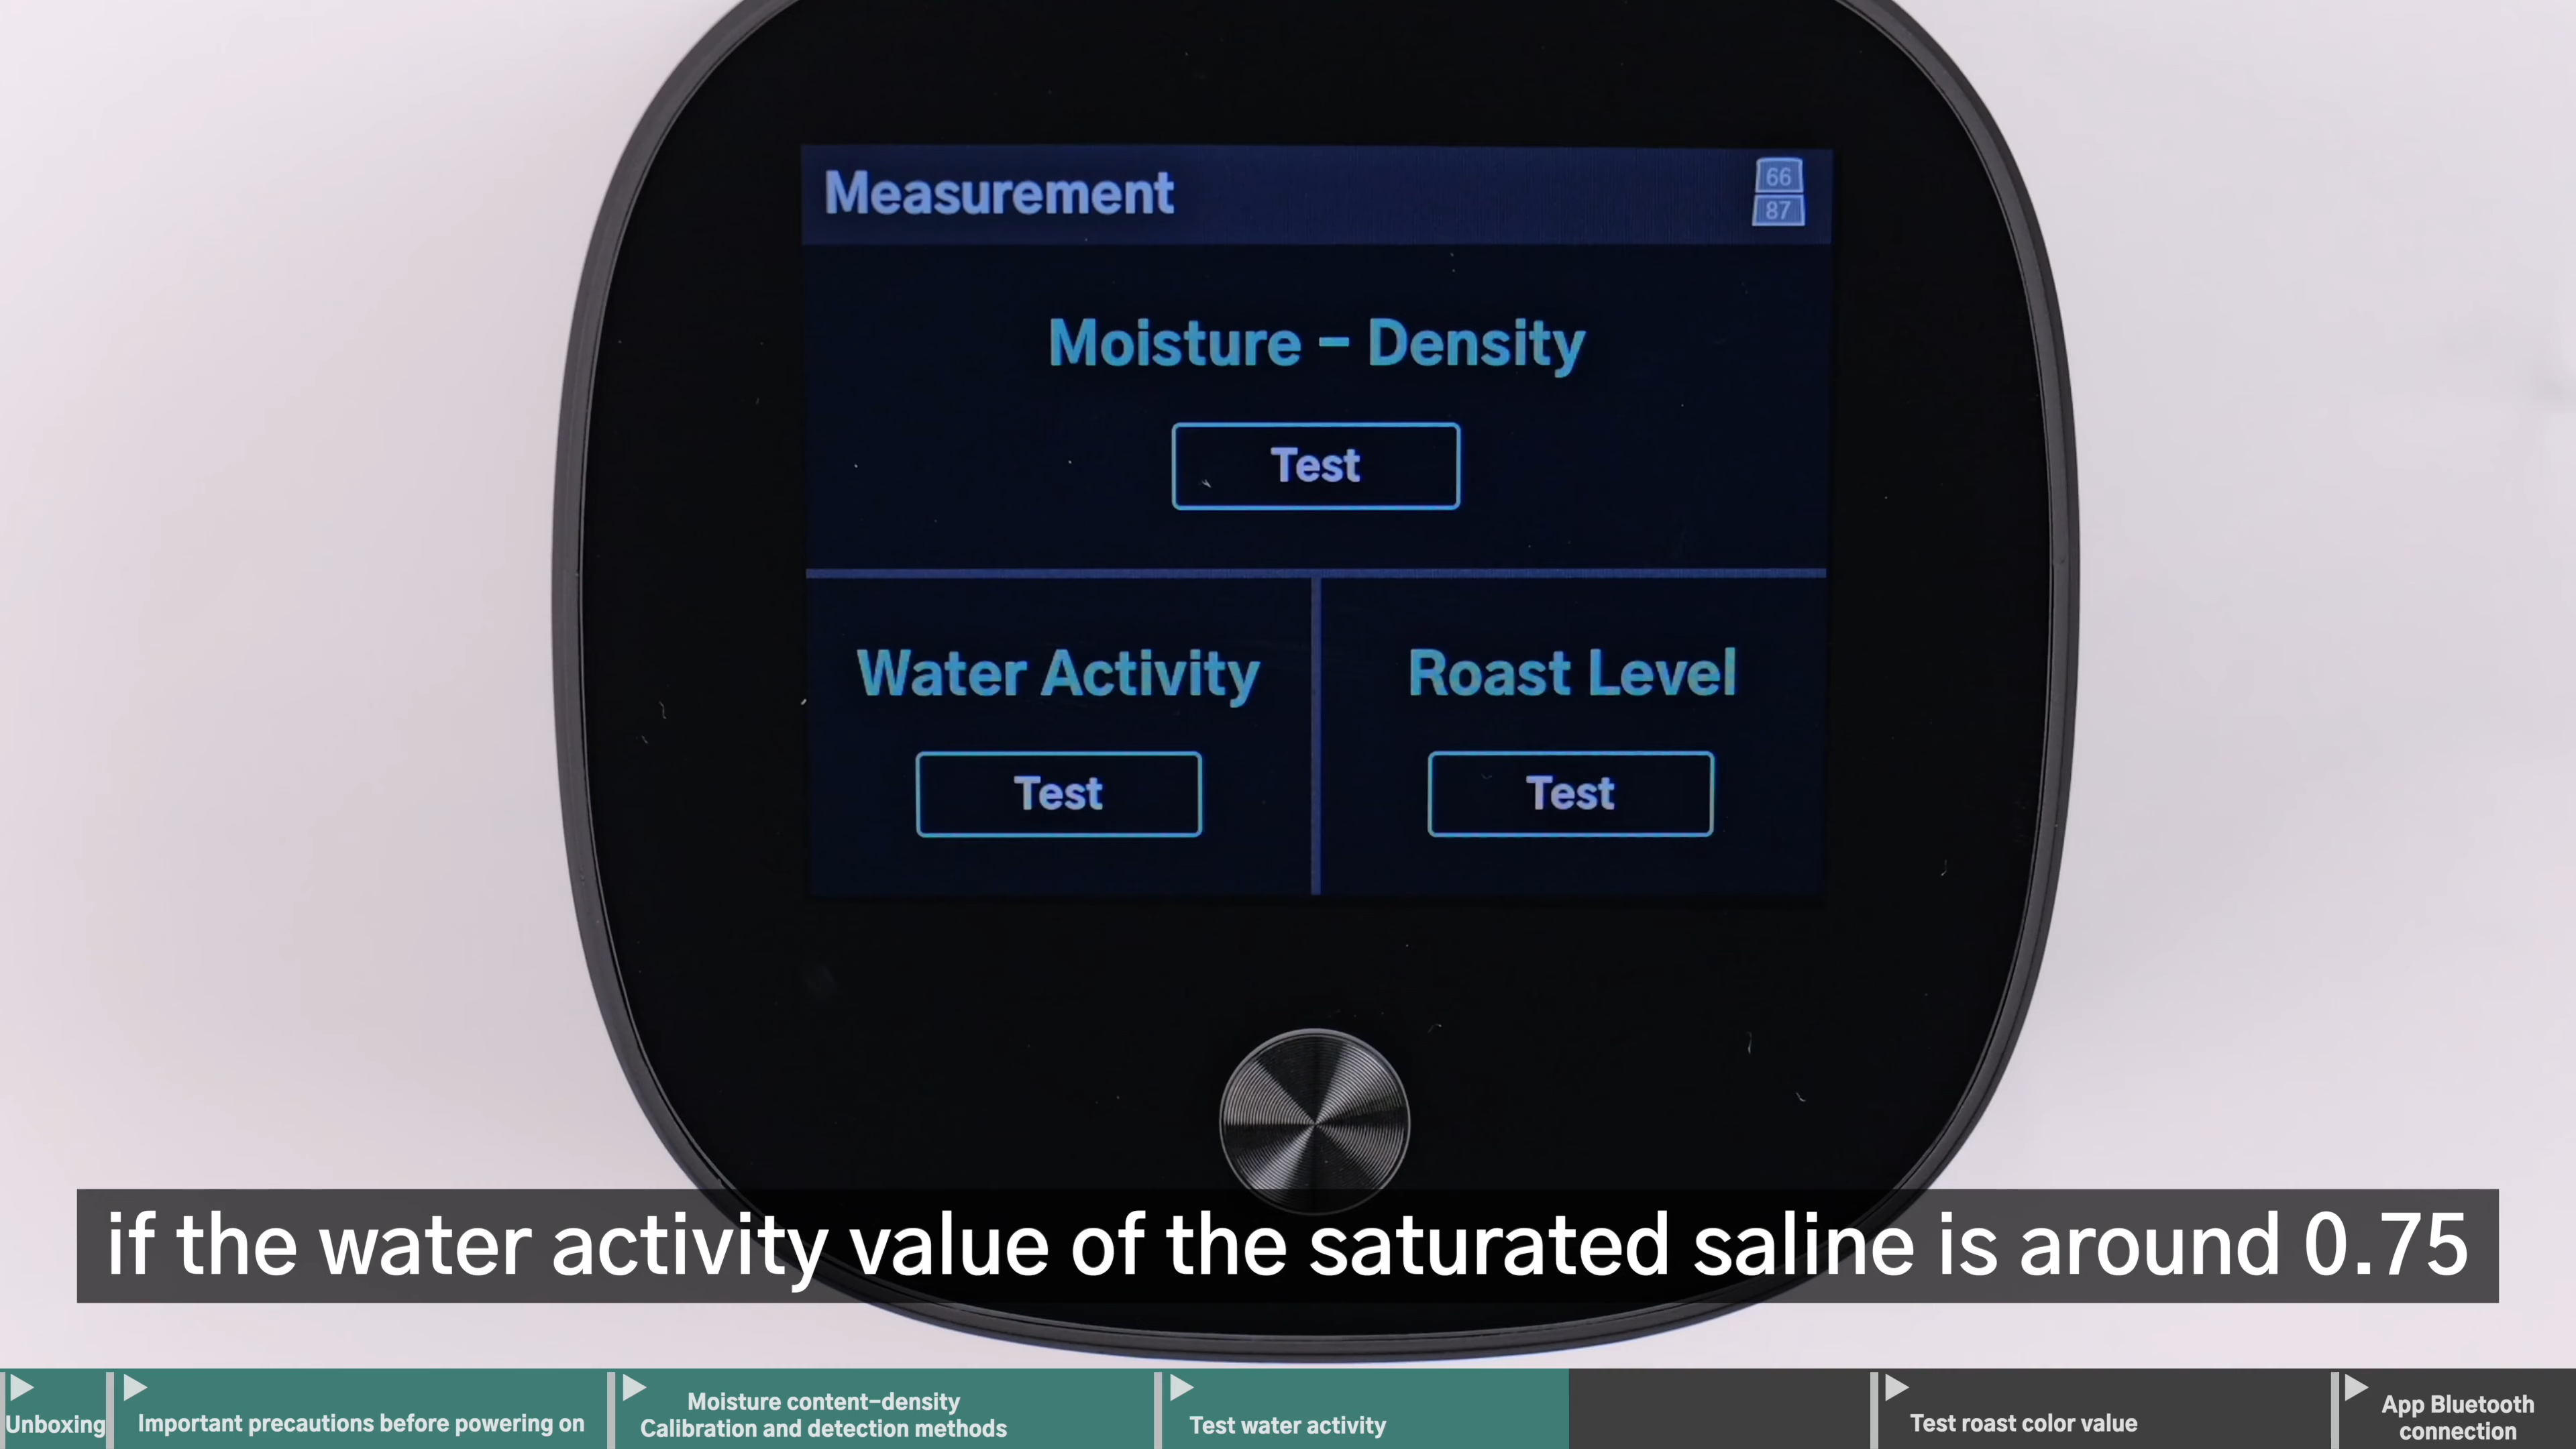 Measurement
66
87
Moisture - Density
Test
Water Activity
Roast Level
Test
Test
if the water activity value of the saturated saline is around 0.75
Unboxing
Important precautions before powering on
Moisture content-density
Calibration and detection methods
Test water activity
Test roast color value
App Bluetooth
connection